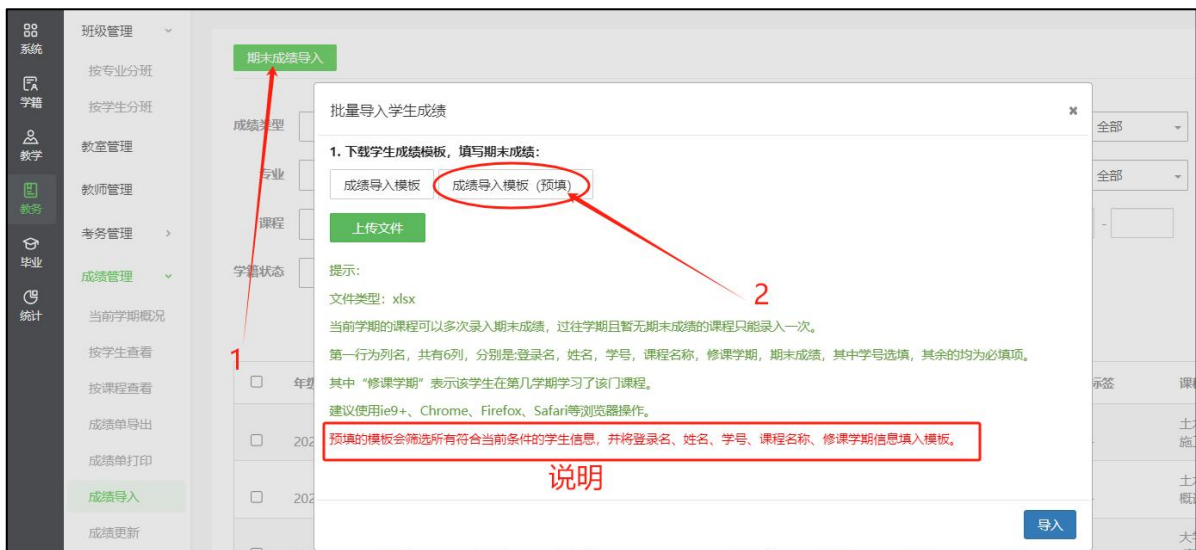 系统
学籍
教学
教务
毕业
统计
班级管理
按专业分班
按学生分班
教室管理
教师管理
考务管理
成绩管理
当前学期概况
按学生查看
按课程查看
成绩单导出
成绩单打印
成绩导入
成绩更新
期末成绩导入
成绩类型
专业
课程
学籍状态
全部
全部
-
批量导入学生成绩
1. 下载学生成绩模板，填写期末成绩：
成绩导入模板
成绩导入模板（预填）
上传文件
提示：
文件类型：xlsx
当前学期的课程可以多次录入期末成绩，过往学期且暂无期末成绩的课程只能录入一次。
第一行为列名，共有6列，分别是:登录名，姓名，学号，课程名称，修课学期，期末成绩，其中学号选填，其余的均为必填项。
其中“修课学期”表示该学生在第几学期学习了该门课程。
建议使用ie9+、Chrome、Firefox、Safari等浏览器操作。
预填的模板会筛选所有符合当前条件的学生信息，并将登录名、姓名、学号、课程名称、修课学期信息填入模板。
说明
导入
1
2
年
202
202
标签
概
大